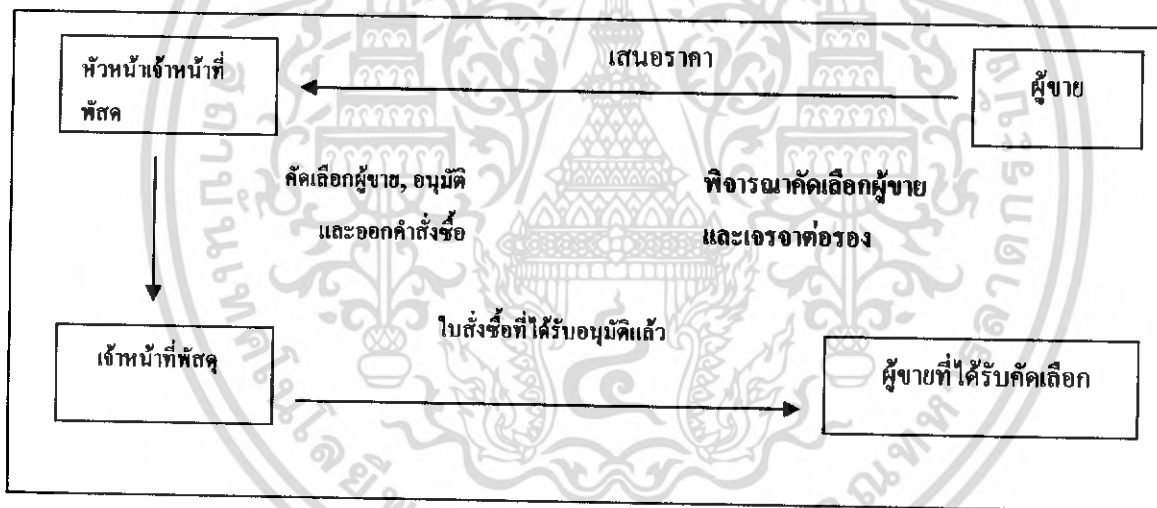 หัวหน้าเจ้าหน้าที่
พัสดุ
เสนอราคา
ผู้ขาย
คัดเลือกผู้ขาย, อนุมัติ
และออกคำสั่งซื้อ
พิจารณาคัดเลือกผู้ขาย
และเจรจาต่อรอง
เจ้าหน้าที่พัสดุ
ใบสั่งซื้อที่ได้รับอนุมัติแล้ว
ผู้ขายที่ได้รับคัดเลือก